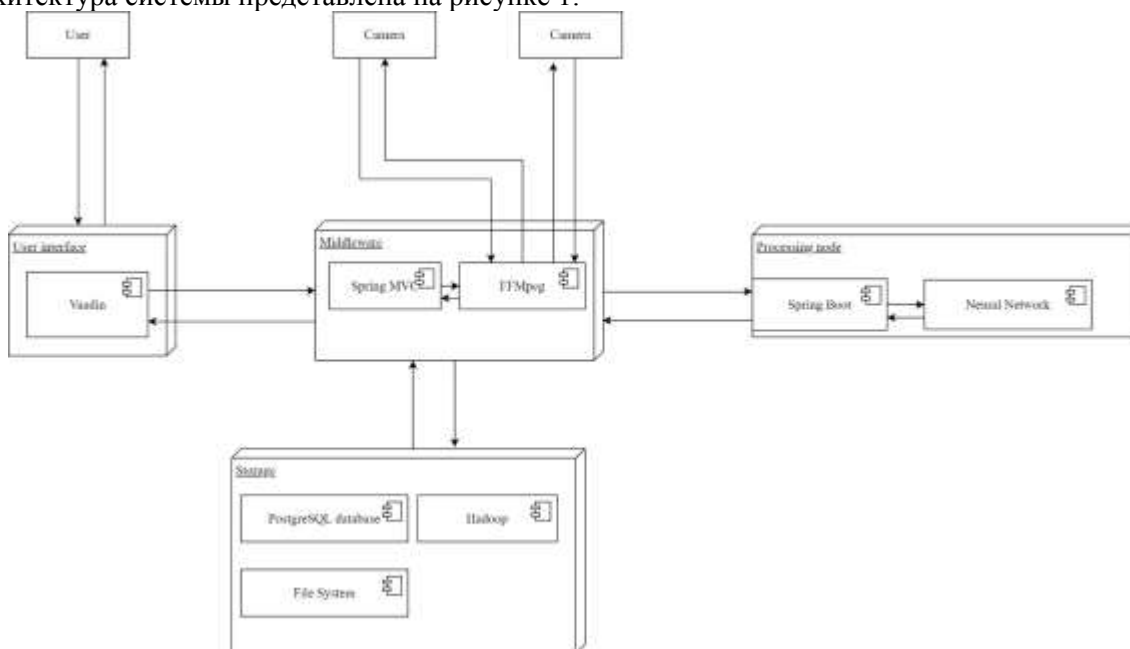 хитектура системы представлена на рисунке 1.
User
Camera
Camera
User interface
Vaadin
Middleware
Spring MVC
FFMpeg
Processing node
Spring Boot
Neural Network
Storage
PostgreSQL database
Hadoop
File System